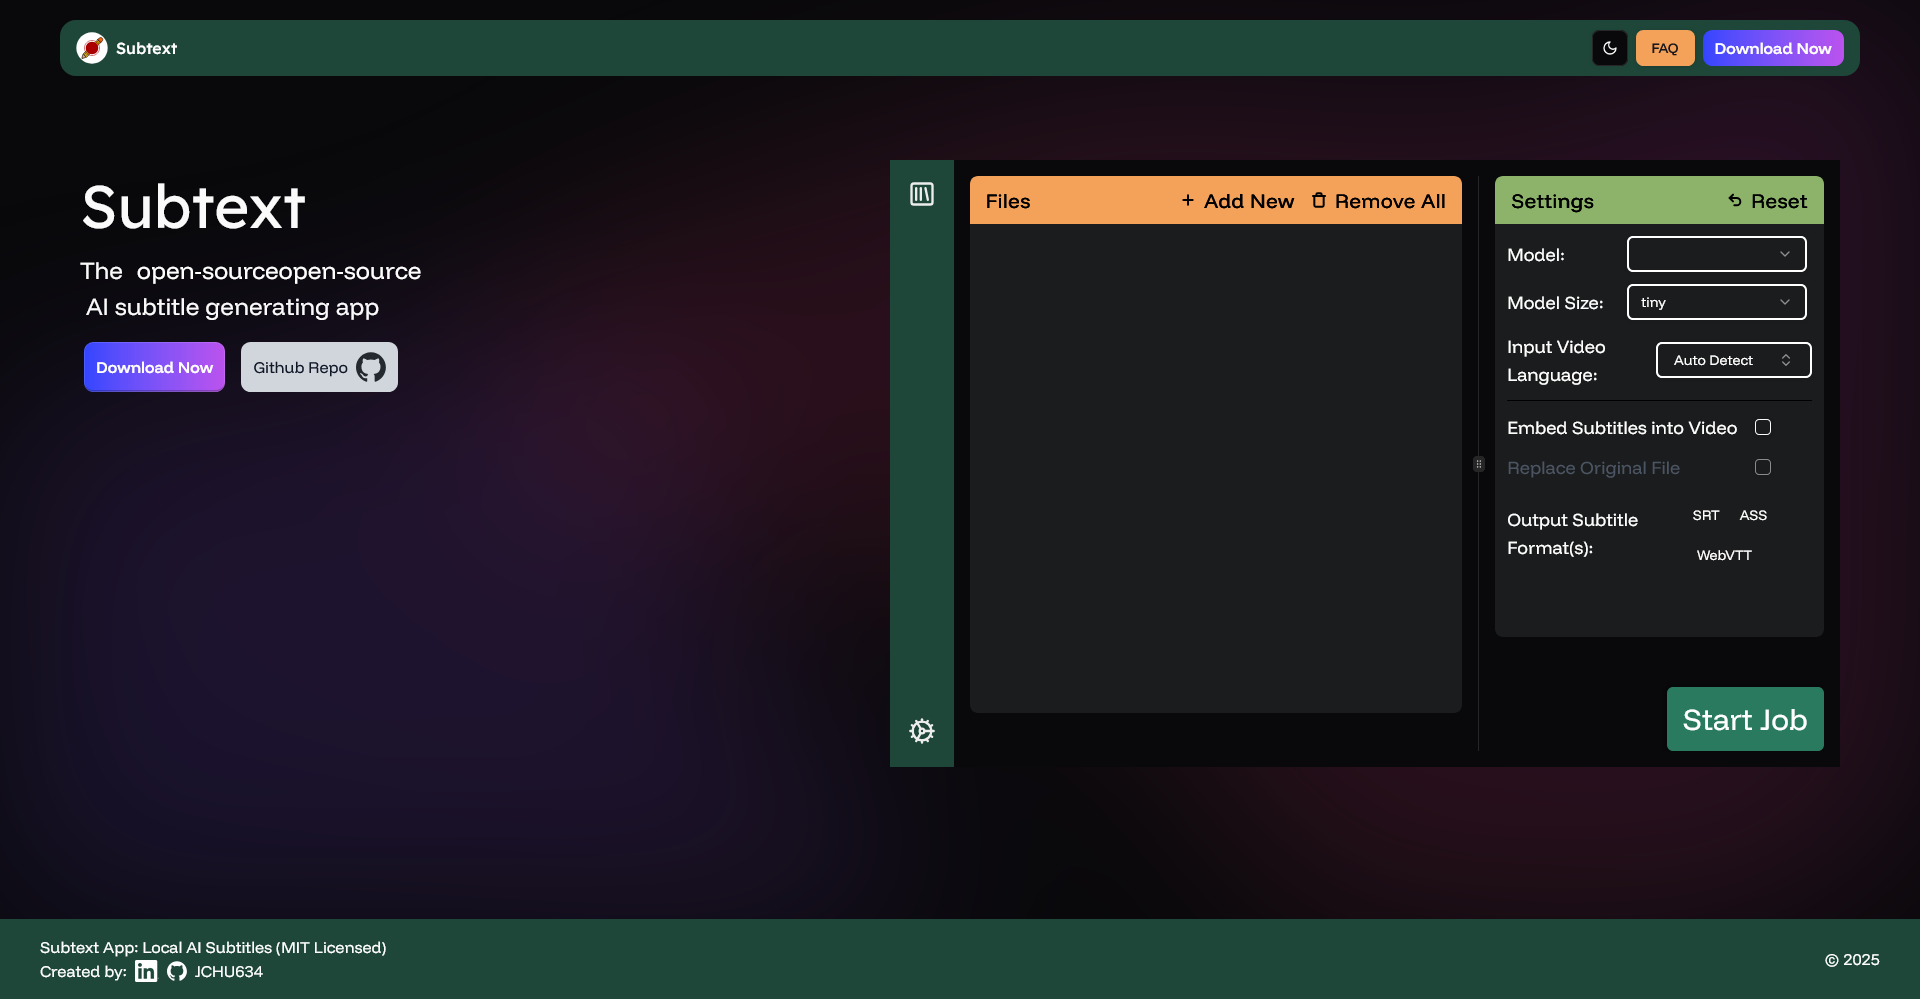 Subtext
FAQ
Download Now
Subtext
The open-sourceopen-source
AI subtitle generating app
Download Now
Github Repo
Files
+ Add New
Remove All
Settings
Reset
Model:
Model Size:
tiny
Input Video
Language:
Auto Detect
Embed Subtitles into Video
Replace Original File
Output Subtitle
Format(s):
SRT
ASS
WebVTT
Start Job
Subtext App: Local AI Subtitles (MIT Licensed)
Created by: in JCHU634
© 2025